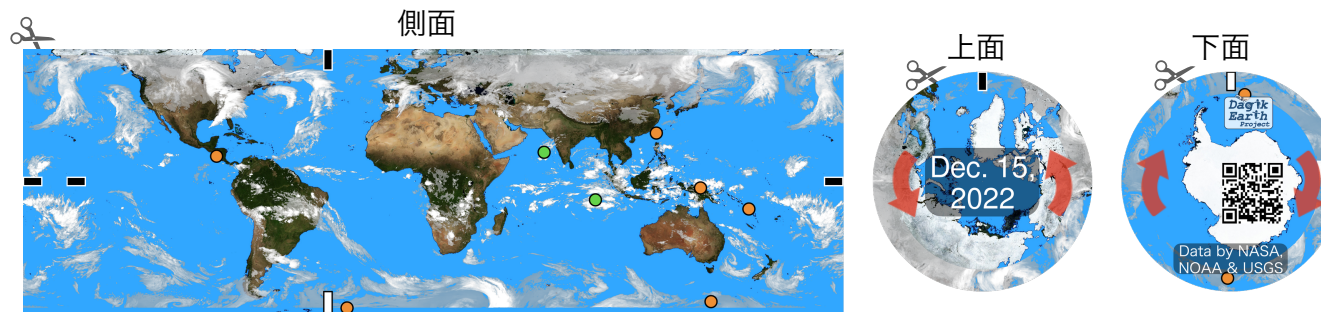 側面
上面
下面
Dec. 15,
2022
Dagik
Earth
Project
Data by NASA,
NOAA & USGS